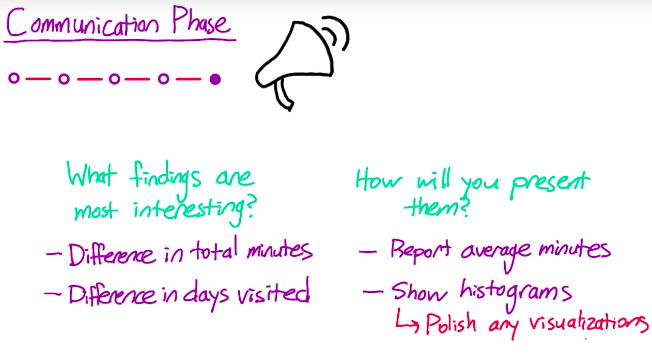 Communication Phase
What findings are
most interesting?
- Difference in total minutes
- Difference in days visited
How will you present
them?
- Report average minutes
- Show histograms
↳ Polish any visualizations